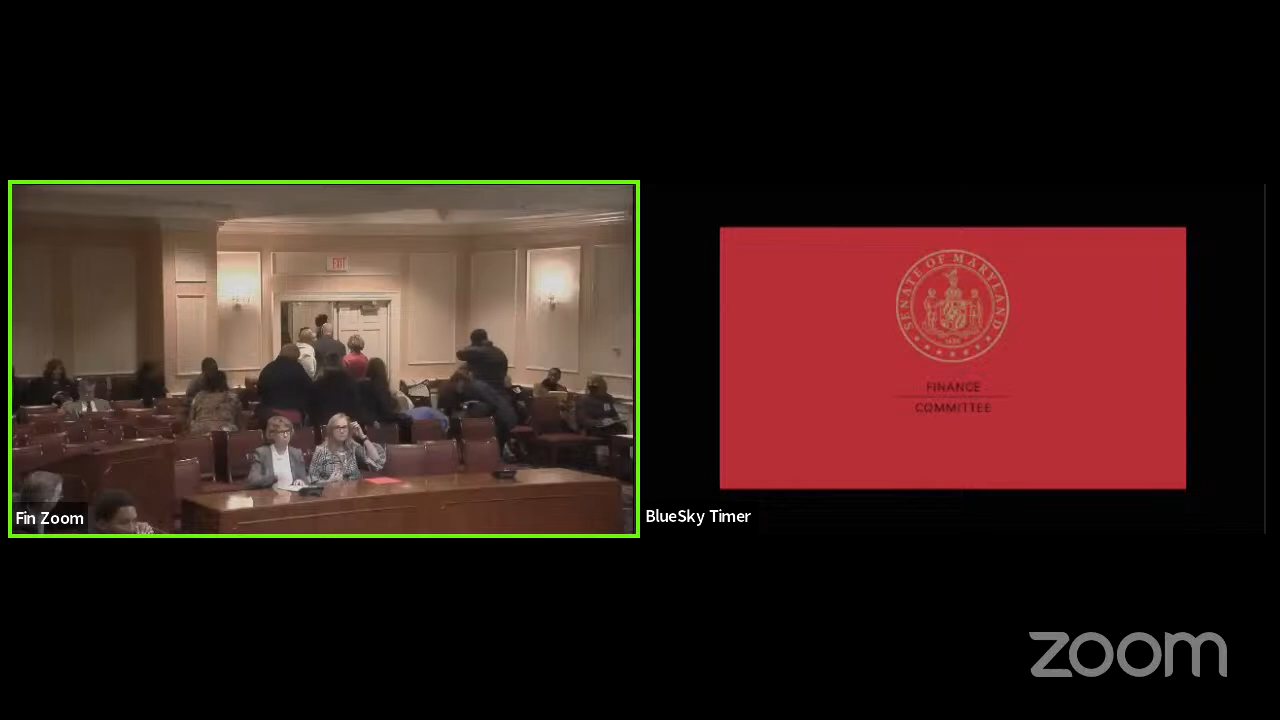 EXIT
Fin Zoom
SENATE OF MARYLAND
FINANCE
COMMITTEE
BlueSky Timer
zoom